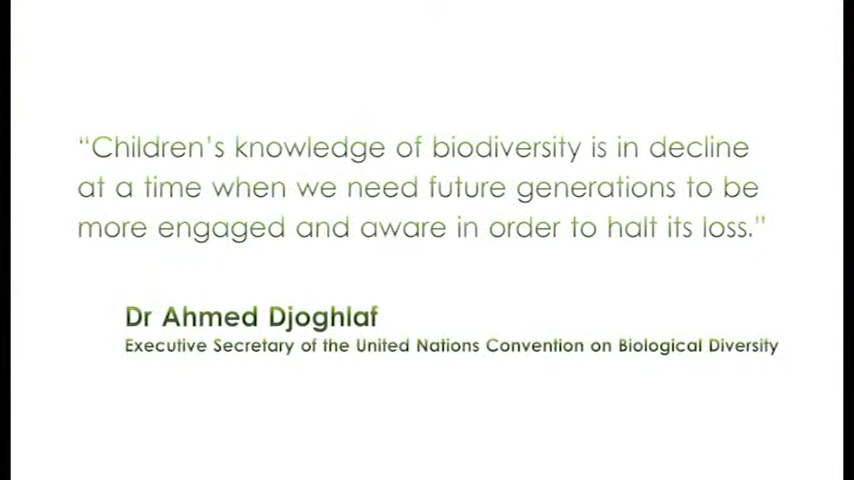 “Children’s knowledge of biodiversity is in decline
at a time when we need future generations to be
more engaged and aware in order to halt its loss.”
Dr Ahmed Djoghlaf
Executive Secretary of the United Nations Convention on Biological Diversity